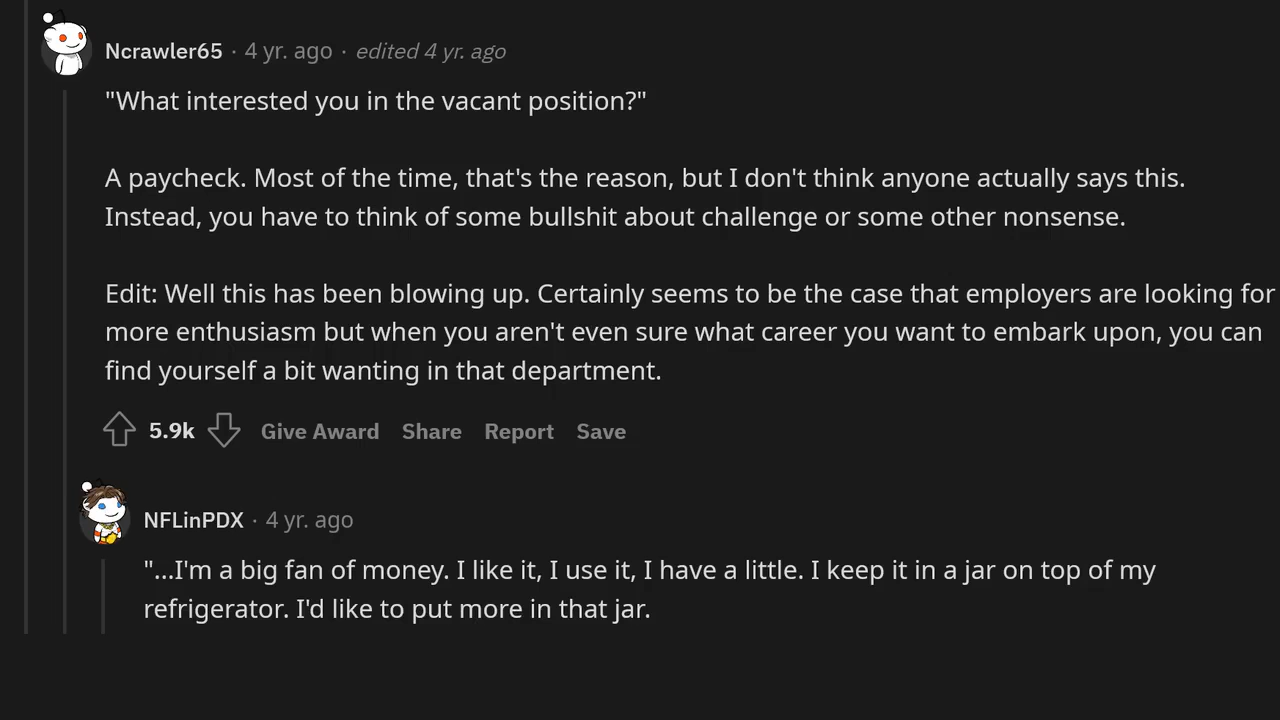 Ncrawler65 · 4 yr. ago · edited 4 yr. ago
"What interested you in the vacant position?"
A paycheck. Most of the time, that's the reason, but I don't think anyone actually says this.
Instead, you have to think of some bullshit about challenge or some other nonsense.
Edit: Well this has been blowing up. Certainly seems to be the case that employers are looking for
more enthusiasm but when you aren't even sure what career you want to embark upon, you can
find yourself a bit wanting in that department.
5.9k Give Award Share Report Save
NFLinPDX · 4 yr. ago
"...I'm a big fan of money. I like it, I use it, I have a little. I keep it in a jar on top of my
refrigerator. I'd like to put more in that jar.